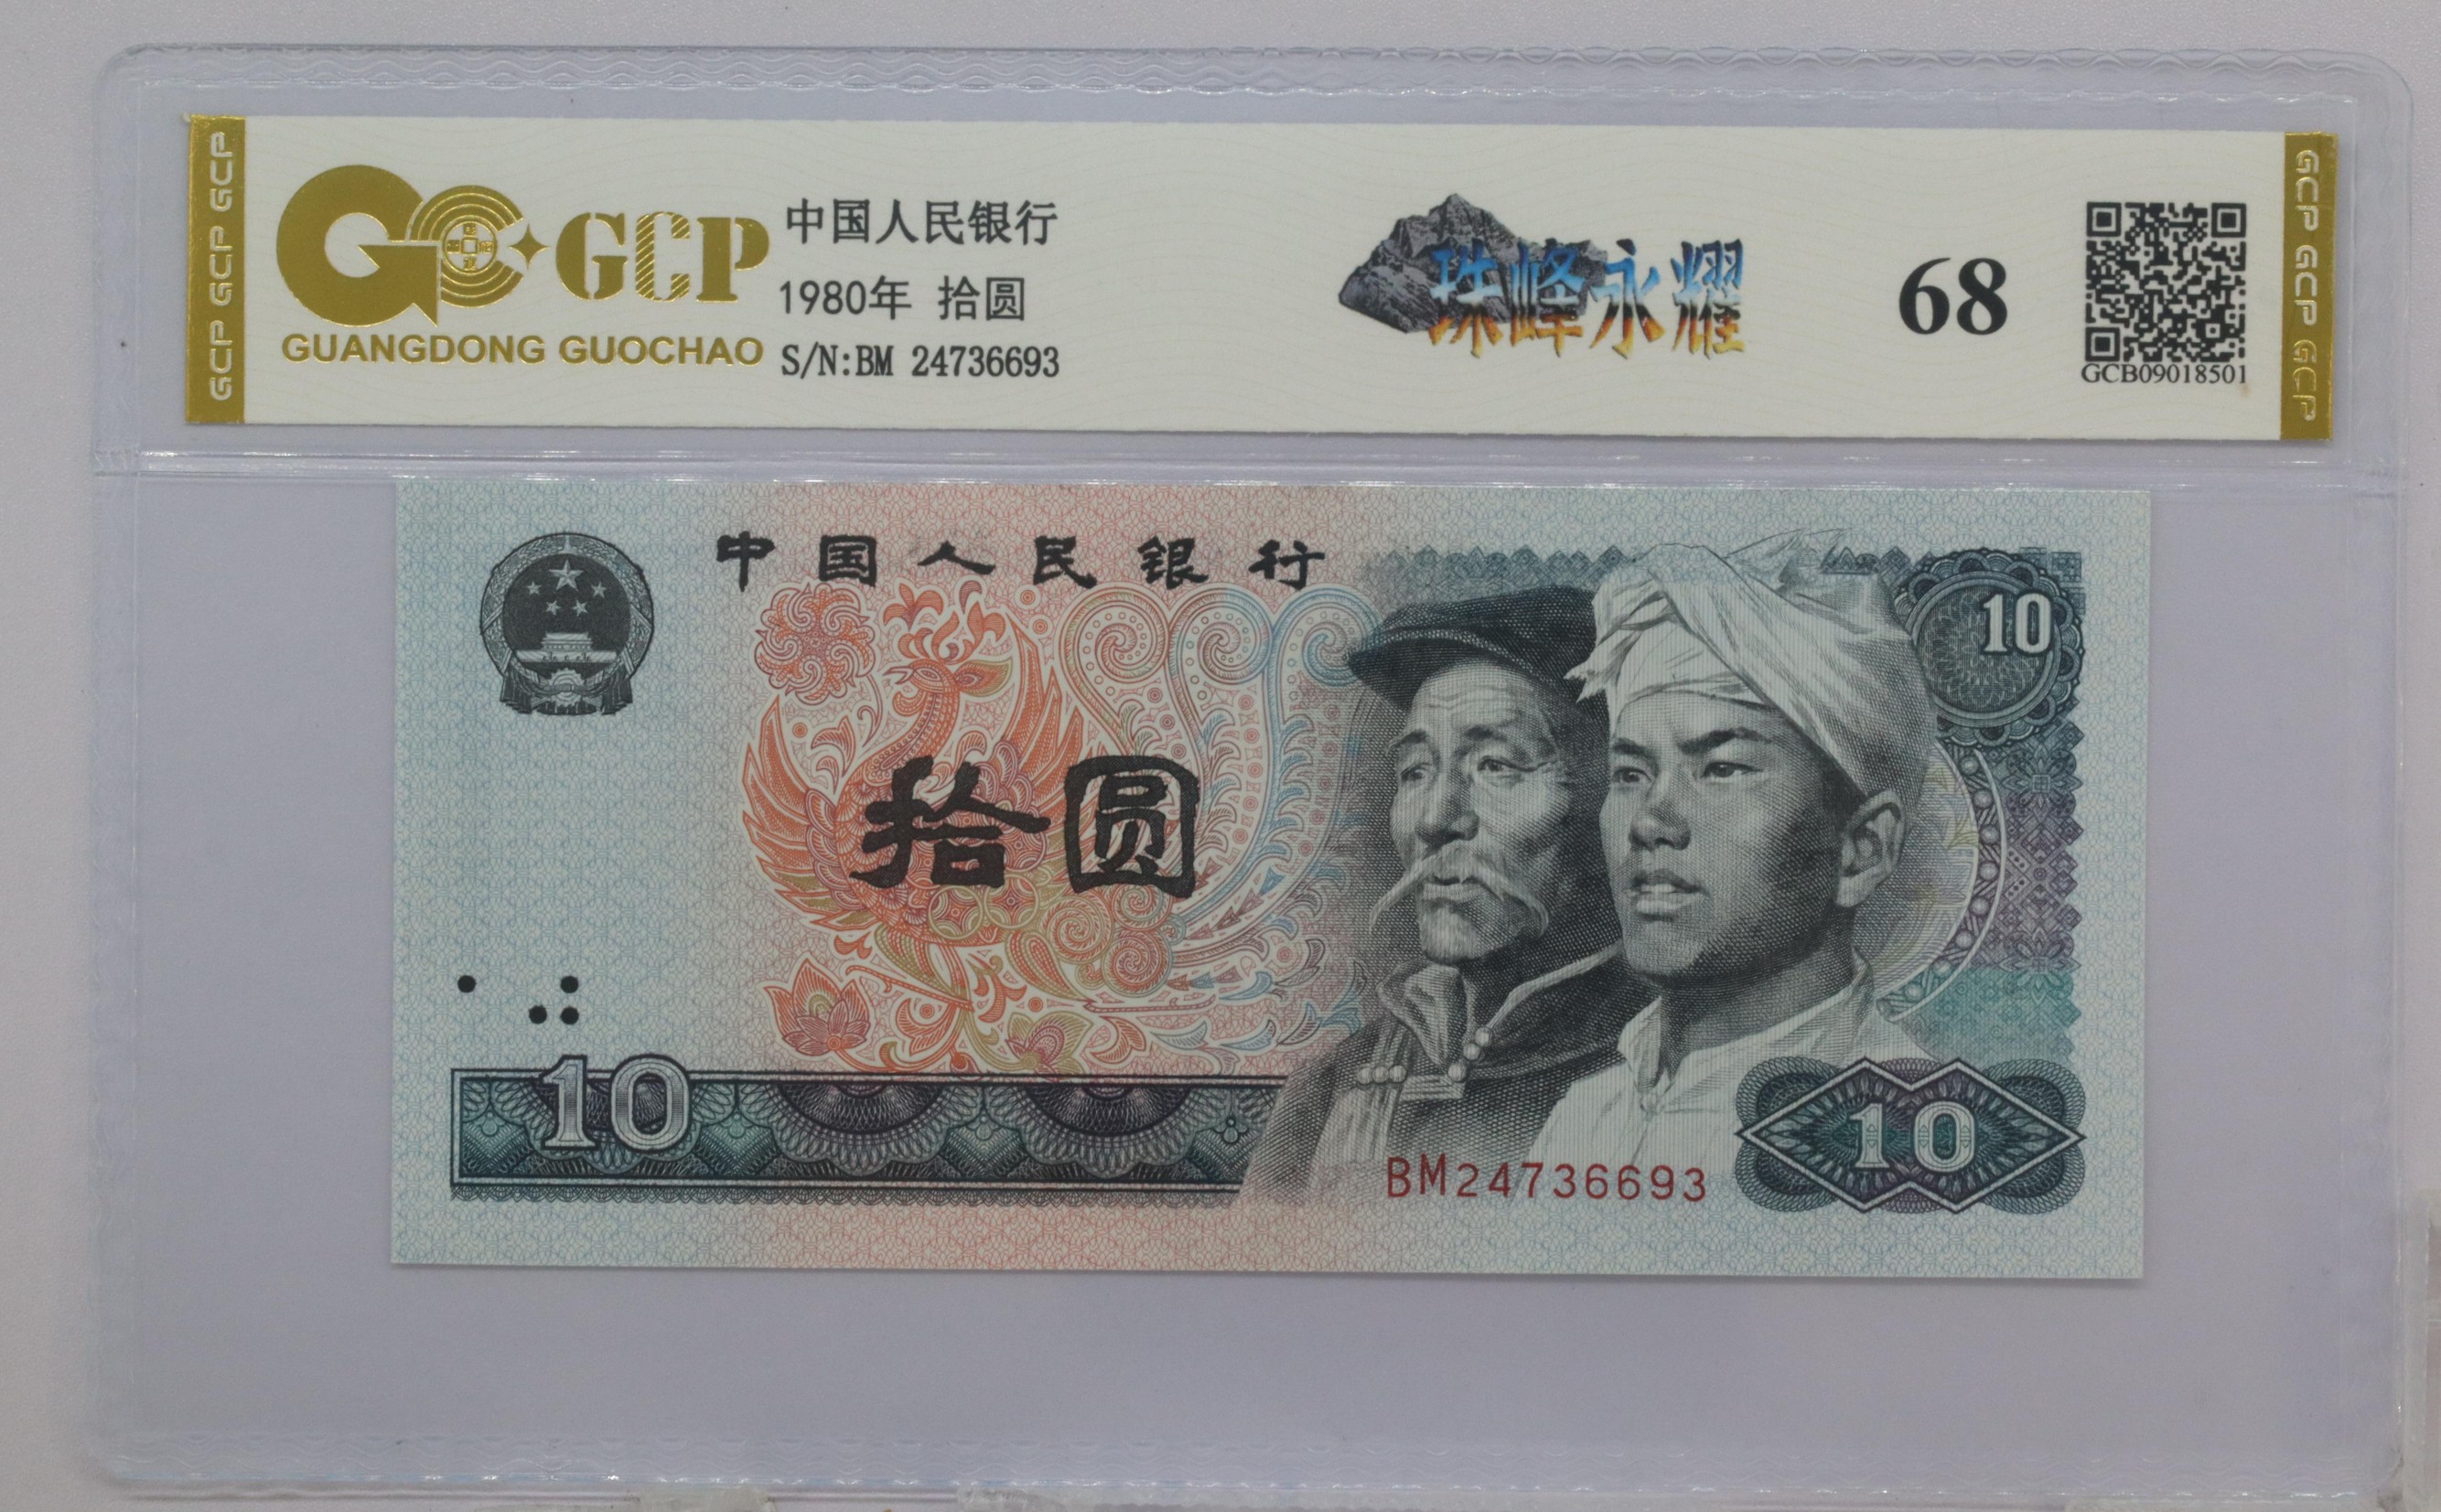 GCP GCP GCP
GCP
GUANGDONG GUOCHAO
中国人民银行
1980年 拾圆
S/N:BM 24736693
珠峰永耀
68
GCB09018501
GCP GCP GCP
中国人民银行
10
拾圆
10
BM24736693
10